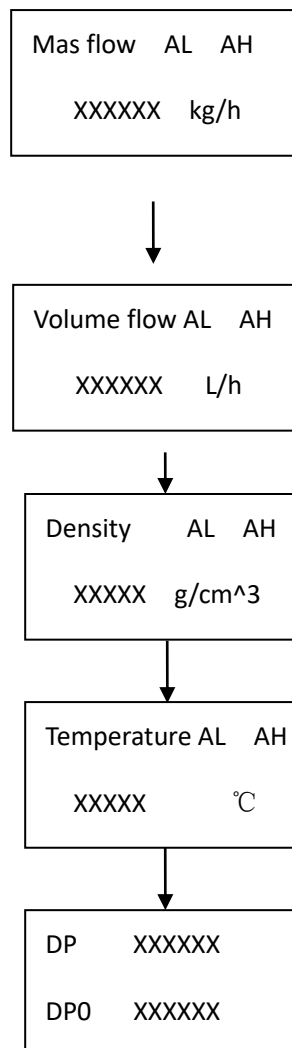 Mas flow AL AH
XXXXXX kg/h
Volume flow AL AH
XXXXXX L/h
Density AL AH
XXXXX g/cm^3
Temperature AL AH
XXXXX ℃
DP XXXXXX
DP0 XXXXXX